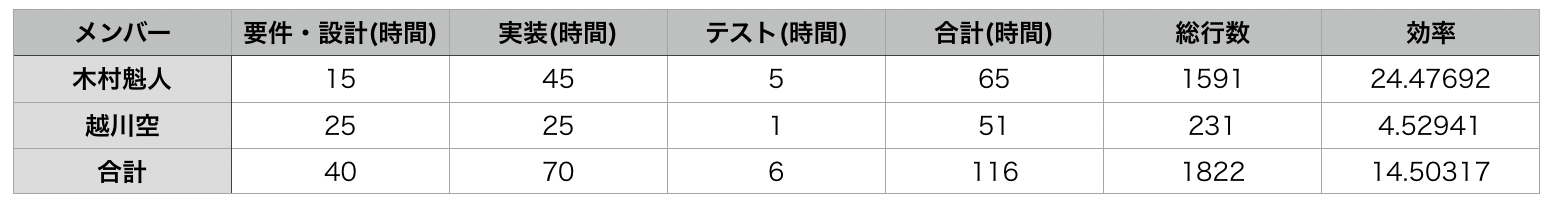 メンバー 要件・設計(時間) 実装(時間) テスト(時間) 合計(時間) 総行数 効率
木村魁人 15 45 5 65 1591 24.47692
越川空 25 25 1 51 231 4.52941
合計 40 70 6 116 1822 14.50317